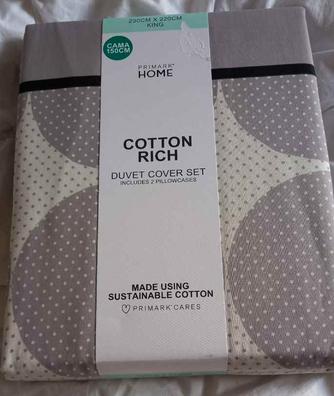 230CM X 220CM
KING
CAMA
150CM
PRIMARK®
HOME
COTTON
RICH
DUVET COVER SET
INCLUDES 2 PILLOWCASES
MADE USING
SUSTAINABLE COTTON
PRIMARK CARES